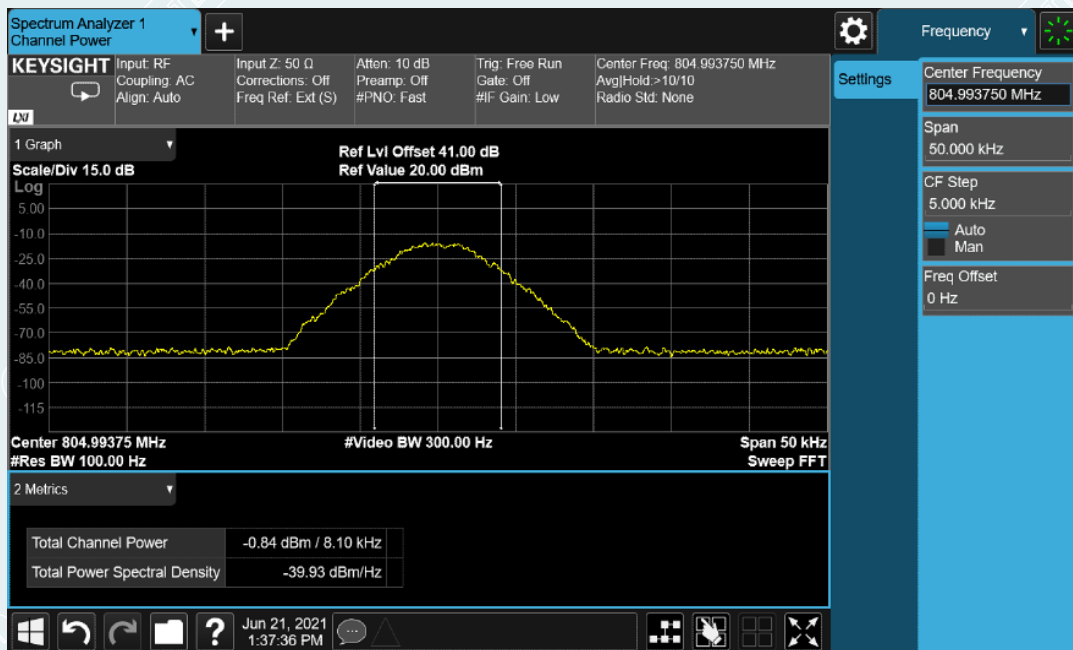 Spectrum Analyzer 1
Channel Power
Frequency
KEYSIGHT
LXI
Input: RF
Coupling: AC
Align: Auto
Input Z: 50 Ω
Corrections: Off
Freq Ref: Ext (S)
Atten: 10 dB
Preamp: Off
#PNO: Fast
Trig: Free Run
Gate: Off
#IF Gain: Low
Center Freq: 804.993750 MHz
Avg|Hold:>10/10
Radio Std: None
Settings
Center Frequency
804.993750 MHz
Span
50.000 kHz
CF Step
5.000 kHz
Auto
Man
Freq Offset
0 Hz
1 Graph
Scale/Div 15.0 dB
Ref Lvl Offset 41.00 dB
Ref Value 20.00 dBm
Log
5.00
-10.0
-25.0
-40.0
-55.0
-70.0
-85.0
-100
-115
Center 804.99375 MHz
#Video BW 300.00 Hz
Span 50 kHz
#Res BW 100.00 Hz
Sweep FFT
2 Metrics
Total Channel Power -0.84 dBm / 8.10 kHz
Total Power Spectral Density -39.93 dBm/Hz
?
Jun 21, 2021
1:37:36 PM